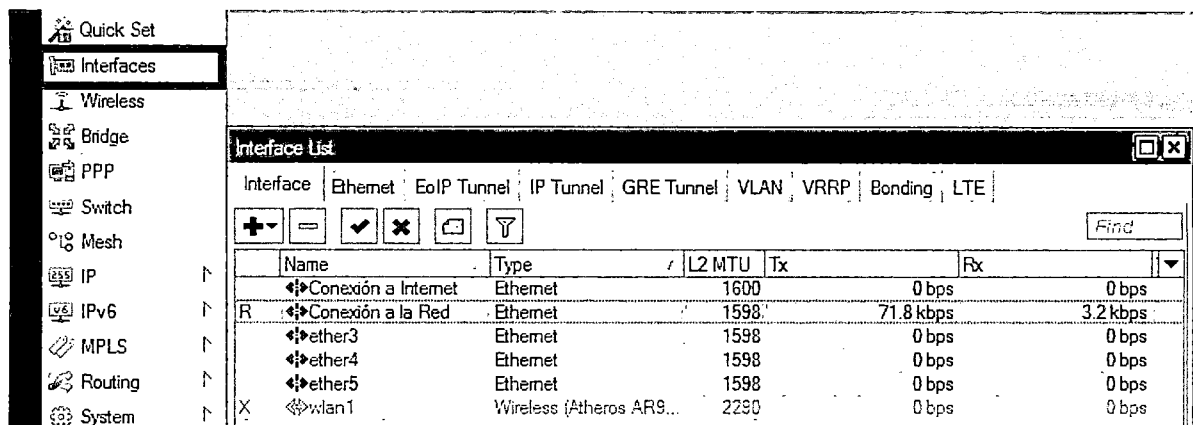 Quick Set
Interfaces
Wireless
Bridge
PPP
Switch
Mesh
IP
IPv6
MPLS
Routing
System
Interface List
Interface Ethernet EoIP Tunnel IP Tunnel GRE Tunnel VLAN VRRP Bonding LTE
Find
Name Type L2 MTU Tx Rx
Conexión a Internet Ethernet 1600 0 bps 0 bps
R Conexión a la Red Ethernet 1598 71.8 kbps 3.2 kbps
ether3 Ethernet 1598 0 bps 0 bps
ether4 Ethernet 1598 0 bps 0 bps
ether5 Ethernet 1598 0 bps 0 bps
X wlan1 Wireless (Atheros AR9... 2290 0 bps 0 bps